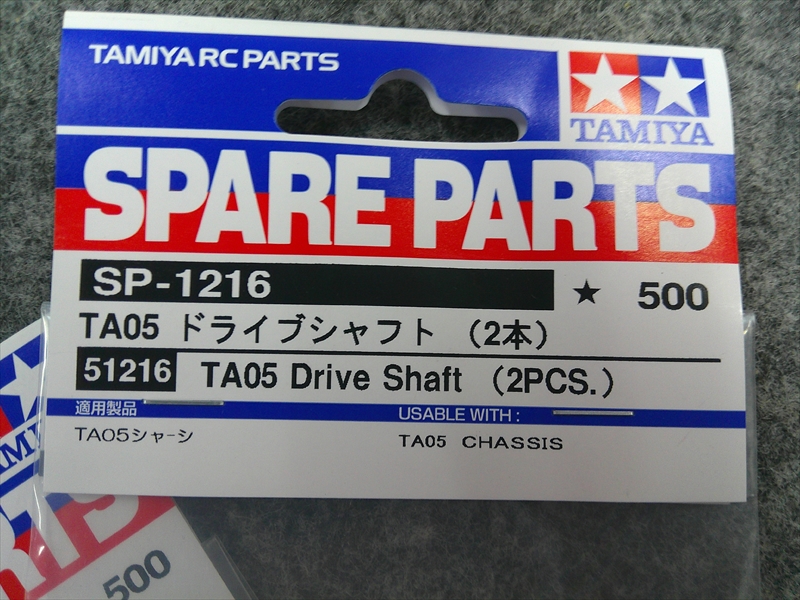 TAMIYA RC PARTS
TAMIYA
SPARE PARTS
SP-1216
★ 500
TA05 ドライブシャフト (2本)
51216 TA05 Drive Shaft (2PCS.)
適用製品
USABLE WITH :
TA05シャーシ
TA05 CHASSIS
500